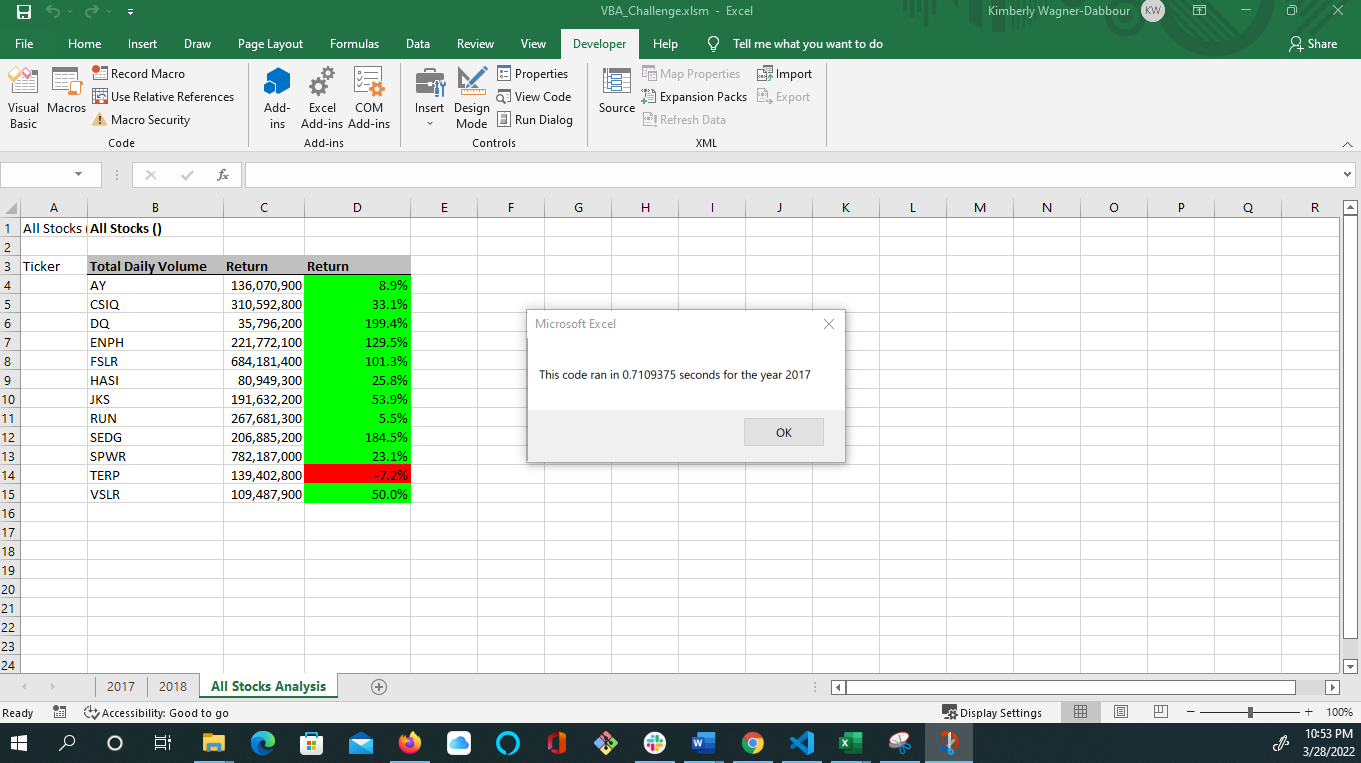 VBA_Challenge.xlsm - Excel
Kimberly Wagner-Dabbour KW
File Home Insert Draw Page Layout Formulas Data Review View Developer Help Tell me what you want to do Share
Visual Basic
Macros
Record Macro
Use Relative References
Macro Security
Code
Add-ins
Excel Add-ins
COM Add-ins
Add-ins
Insert
Design Mode
Properties
View Code
Run Dialog
Controls
Source
Map Properties
Expansion Packs
Refresh Data
Import
Export
XML
fx
A B C D E F G H I J K L M N O P Q R
1 All Stocks ( All Stocks ()
2
3 Ticker Total Daily Volume Return Return
4 AY 136,070,900 8.9%
5 CSIQ 310,592,800 33.1%
6 DQ 35,796,200 199.4%
7 ENPH 221,772,100 129.5%
8 FSLR 684,181,400 101.3%
9 HASI 80,949,300 25.8%
10 JKS 191,632,200 53.9%
11 RUN 267,681,300 5.5%
12 SEDG 206,885,200 184.5%
13 SPWR 782,187,000 23.1%
14 TERP 139,402,800 -7.2%
15 VSLR 109,487,900 50.0%
16
17
18
19
20
21
22
23
24
Microsoft Excel
This code ran in 0.7109375 seconds for the year 2017
OK
2017 2018 All Stocks Analysis
Ready Accessibility: Good to go Display Settings 100%
10:53 PM
3/28/2022